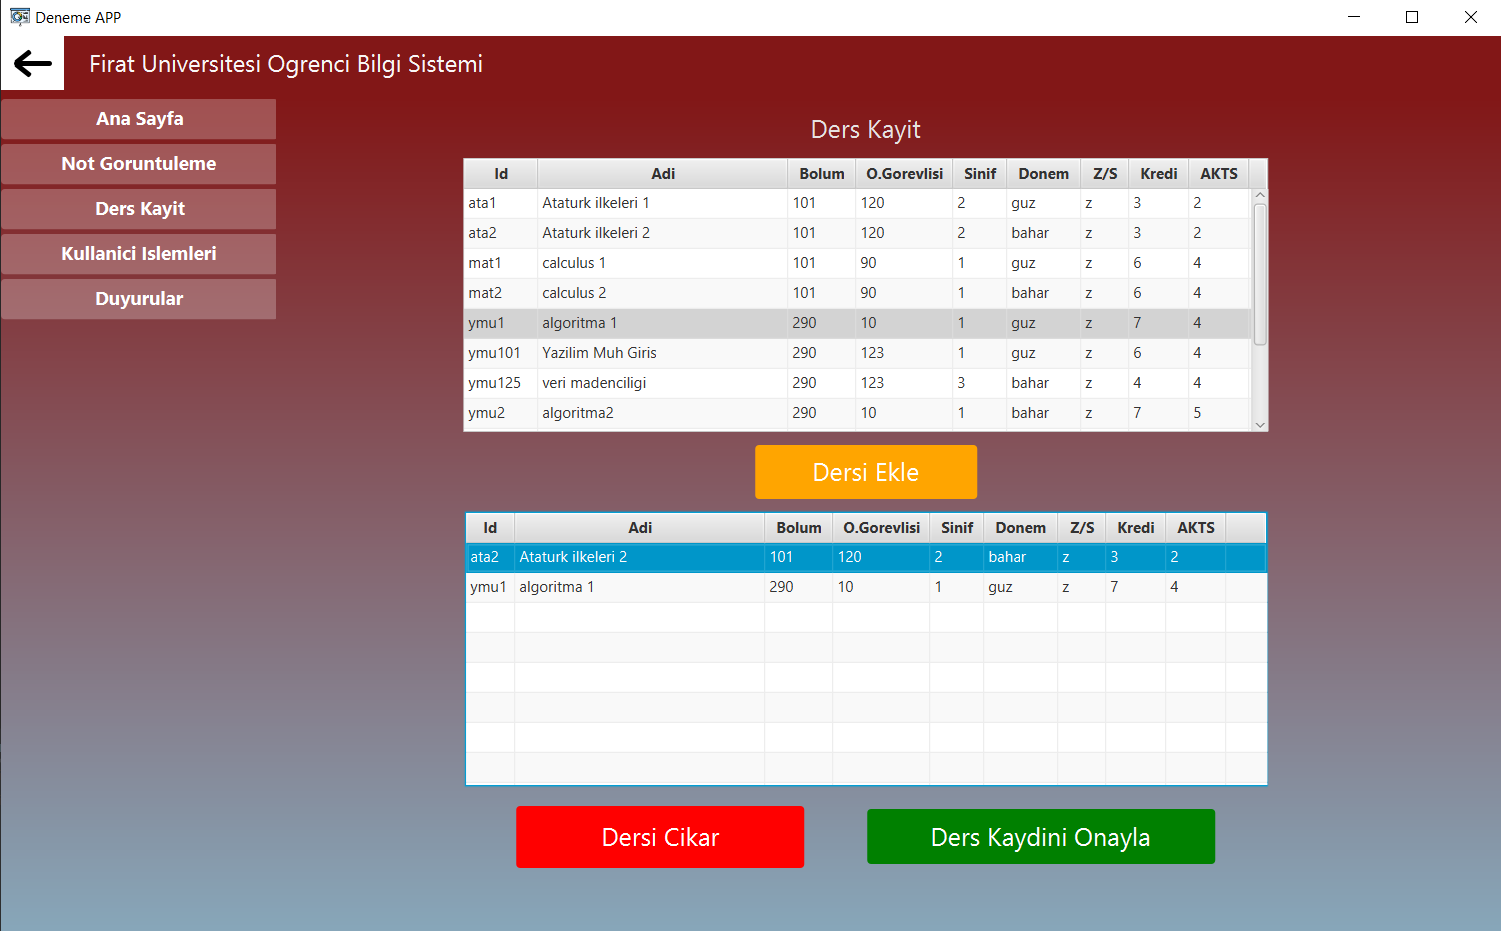 Deneme APP
Firat Universitesi Ogrenci Bilgi Sistemi
Ana Sayfa
Not Goruntuleme
Ders Kayit
Kullanici Islemleri
Duyurular
Ders Kayit
Id Adi Bolum O.Gorevlisi Sinif Donem Z/S Kredi AKTS
ata1 Ataturk ilkeleri 1 101 120 2 guz z 3 2
ata2 Ataturk ilkeleri 2 101 120 2 bahar z 3 2
mat1 calculus 1 101 90 1 guz z 6 4
mat2 calculus 2 101 90 1 bahar z 6 4
ymu1 algoritma 1 290 10 1 guz z 7 4
ymu101 Yazilim Muh Giris 290 123 1 guz z 6 4
ymu125 veri madenciligi 290 123 3 bahar z 4 4
ymu2 algoritma2 290 10 1 bahar z 7 5
Dersi Ekle
Id Adi Bolum O.Gorevlisi Sinif Donem Z/S Kredi AKTS
ata2 Ataturk ilkeleri 2 101 120 2 bahar z 3 2
ymu1 algoritma 1 290 10 1 guz z 7 4
Dersi Cikar
Ders Kaydini Onayla